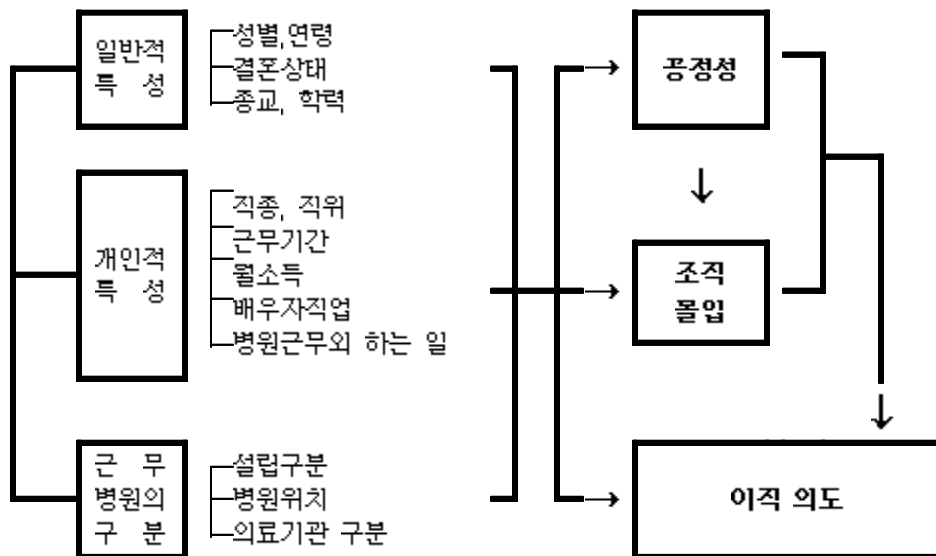 일반적
특 성
성별,연령
결혼상태
종교, 학력
공정성
개인적
특 성
직종, 직위
근무기간
월소득
배우자직업
병원근무외 하는 일
조직
몰입
근 무
병원의
구 분
설립구분
병원위치
의료기관 구분
이직 의도